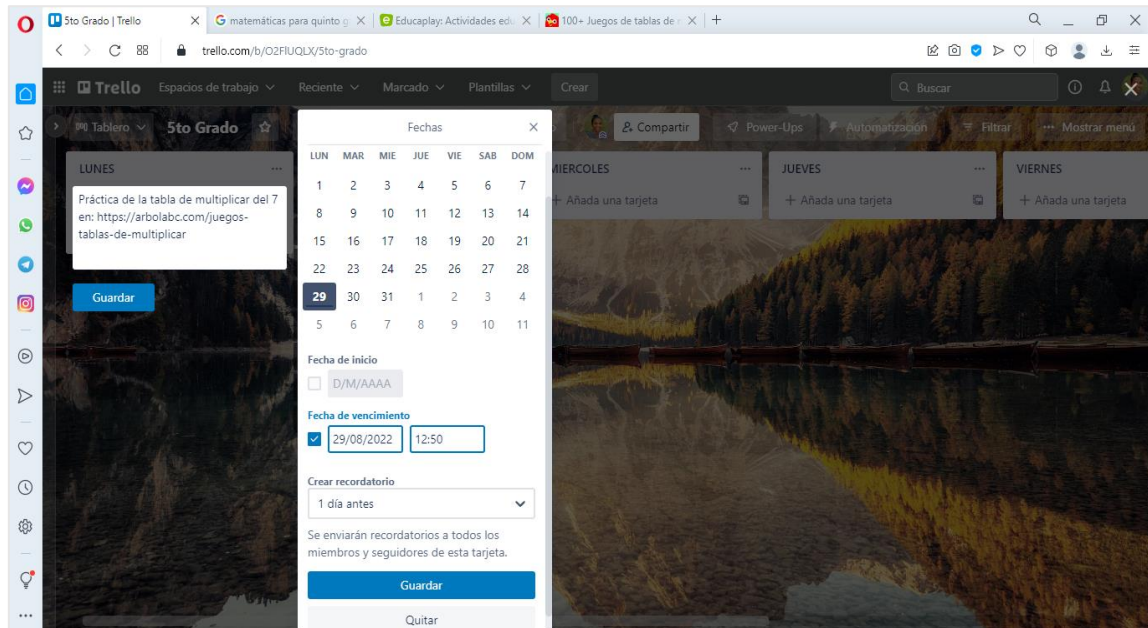 5to Grado | Trello
matemáticas para quinto g
Educaplay: Actividades edu
100+ Juegos de tablas de m
trello.com/b/O2FlUQLX/5to-grado
Trello
Espacios de trabajo
Reciente
Marcado
Plantillas
Crear
Buscar
Tablero
5to Grado
Compartir
Power-Ups
Automatización
Filtrar
Mostrar menú
LUNES
Práctica de la tabla de multiplicar del 7
en: https://arbolabc.com/juegos-
tablas-de-multiplicar
Guardar
Fechas
LUN MAR MIE JUE VIE SAB DOM
1 2 3 4 5 6 7
8 9 10 11 12 13 14
15 16 17 18 19 20 21
22 23 24 25 26 27 28
29 30 31 1 2 3 4
5 6 7 8 9 10 11
Fecha de inicio
D/M/AAAA
Fecha de vencimiento
29/08/2022 12:50
Crear recordatorio
1 día antes
Se enviarán recordatorios a todos los
miembros y seguidores de esta tarjeta.
Guardar
Quitar
MIERCOLES
+ Añada una tarjeta
JUEVES
+ Añada una tarjeta
VIERNES
+ Añada una tarjeta